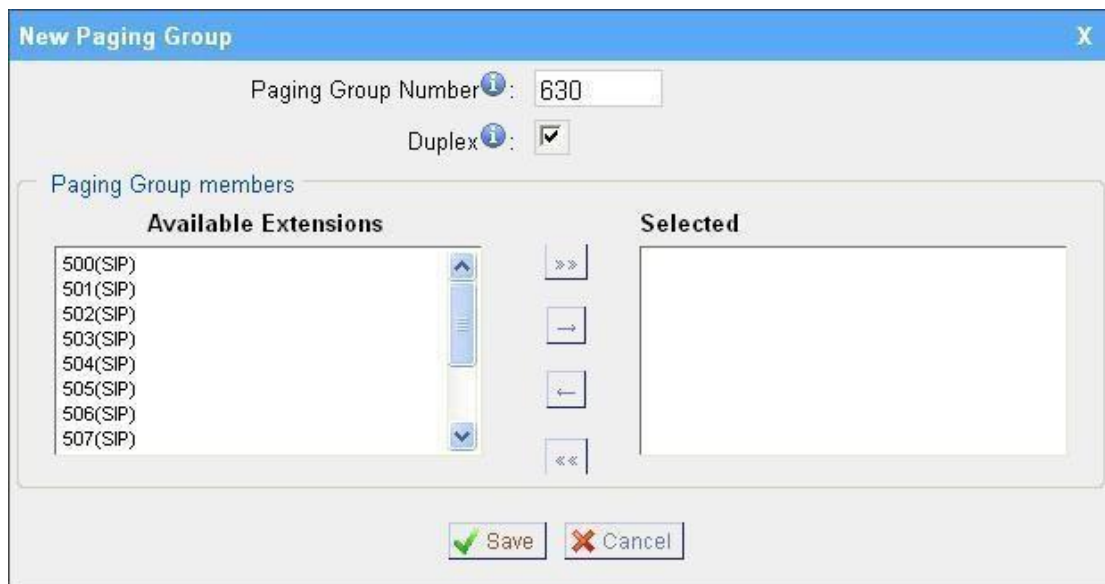 New Paging Group X
Paging Group Number : 630
Duplex :
Paging Group members
Available Extensions Selected
500(SIP)
501(SIP)
502(SIP)
503(SIP)
504(SIP)
505(SIP)
506(SIP)
507(SIP)
>>
→
←
<<
Save Cancel